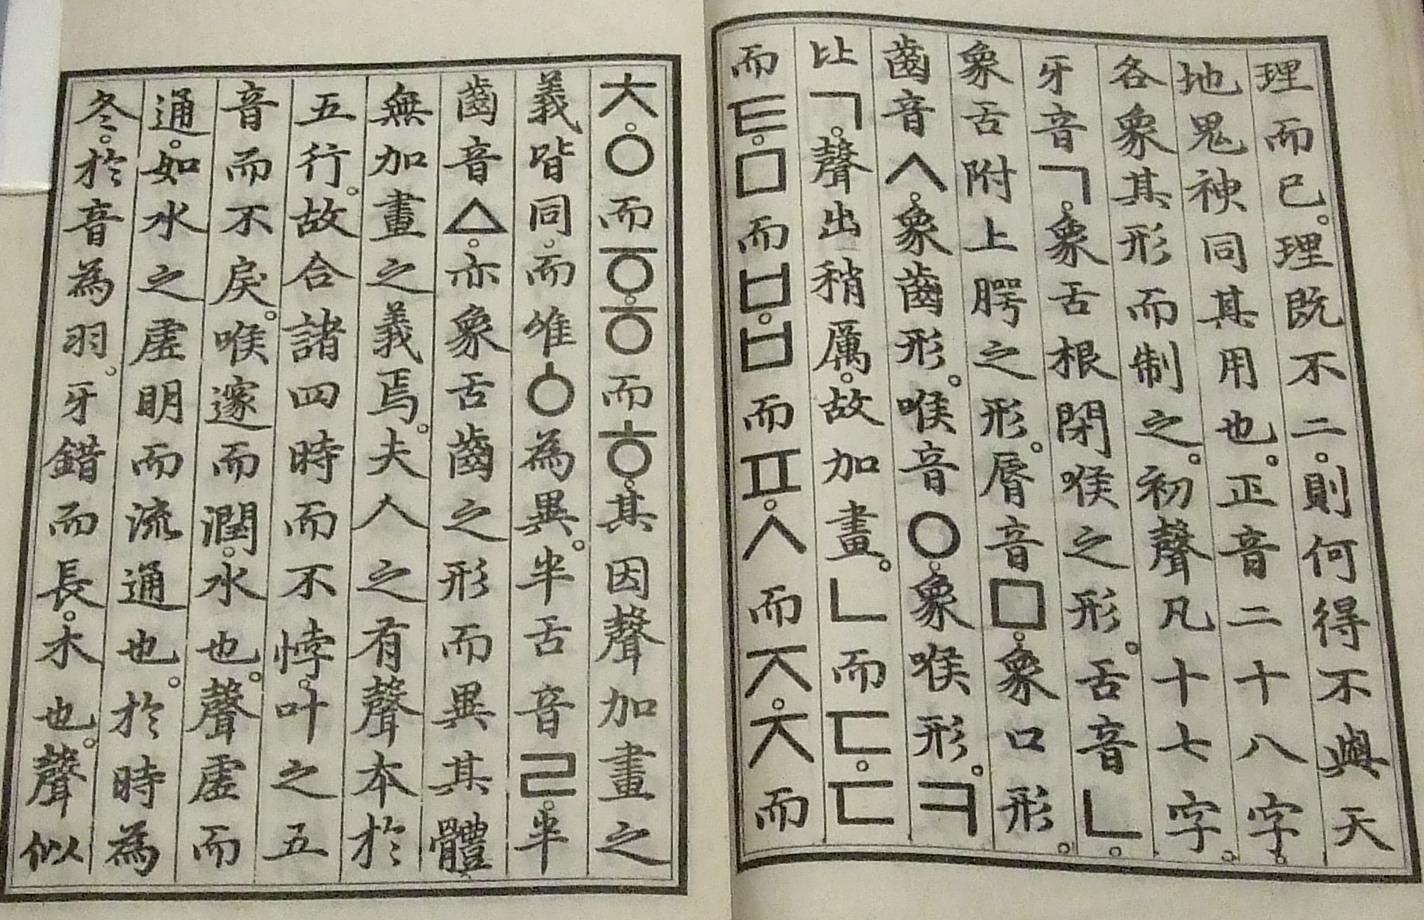 理而已。理既不二。則何得不與天
地鬼神同其用也。正音二十八字。
各象其形而制之。初聲凡十七字。
牙音ㄱ。象舌根閉喉之形。舌音ㄴ。
象舌附上腭之形。脣音ㅁ。象口形。
齒音ㅅ。象齒形。喉音ㅇ。象喉形。ㅋ
比ㄱ。聲出稍厲。故加畫。ㄴ而ㄷ。ㄷ
而ㅌ。ㅁ而ㅂ。ㅂ而ㅍ。ㅅ而ㅈ。ㅈ而
ㅊ。ㅇ而ㆆ。ㆆ而ㅎ。其因聲加畫之
義皆同。而唯ㆁ為異。半舌音ㄹ。半
齒音ㅿ。亦象舌齒之形而異其體。
無加畫之義焉。夫人之有聲本於
五行。故合諸四時而不悖。叶之五
音而不戾。喉邃而潤。水也。聲虛而
通。如水之虛明而流通也。於時為
冬。於音為羽。牙錯而長。木也。聲似